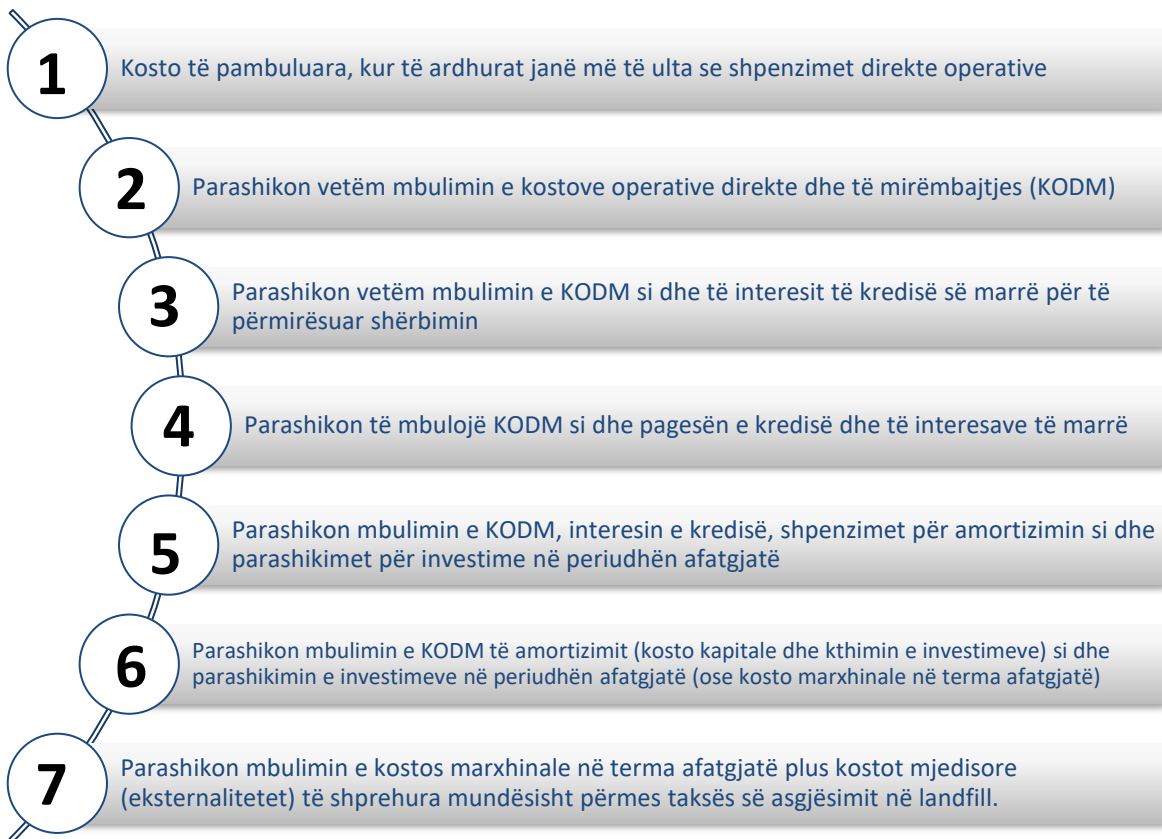 1
Kosto të pambuluara, kur të ardhurat janë më të ulta se shpenzimet direkte operative
2
Parashikon vetëm mbulimin e kostove operative direkte dhe të mirëmbajtjes (KODM)
3
Parashikon vetëm mbulimin e KODM si dhe të interesit të kredisë së marrë për të
përmirësuar shërbimin
4
Parashikon të mbulojë KODM si dhe pagesën e kredisë dhe të interesave të marrë
5
Parashikon mbulimin e KODM, interesin e kredisë, shpenzimet për amortizimin si dhe
parashikimet për investime në periudhën afatgjatë
6
Parashikon mbulimin e KODM të amortizimit (kosto kapitale dhe kthimin e investimeve) si dhe
parashikimin e investimeve në periudhën afatgjatë (ose kosto marxhinale në terma afatgjatë)
7
Parashikon mbulimin e kostos marxhinale në terma afatgjatë plus kostot mjedisore
(eksternalitetet) të shprehura mundësisht përmes taksës së asgjësimit në landfill.